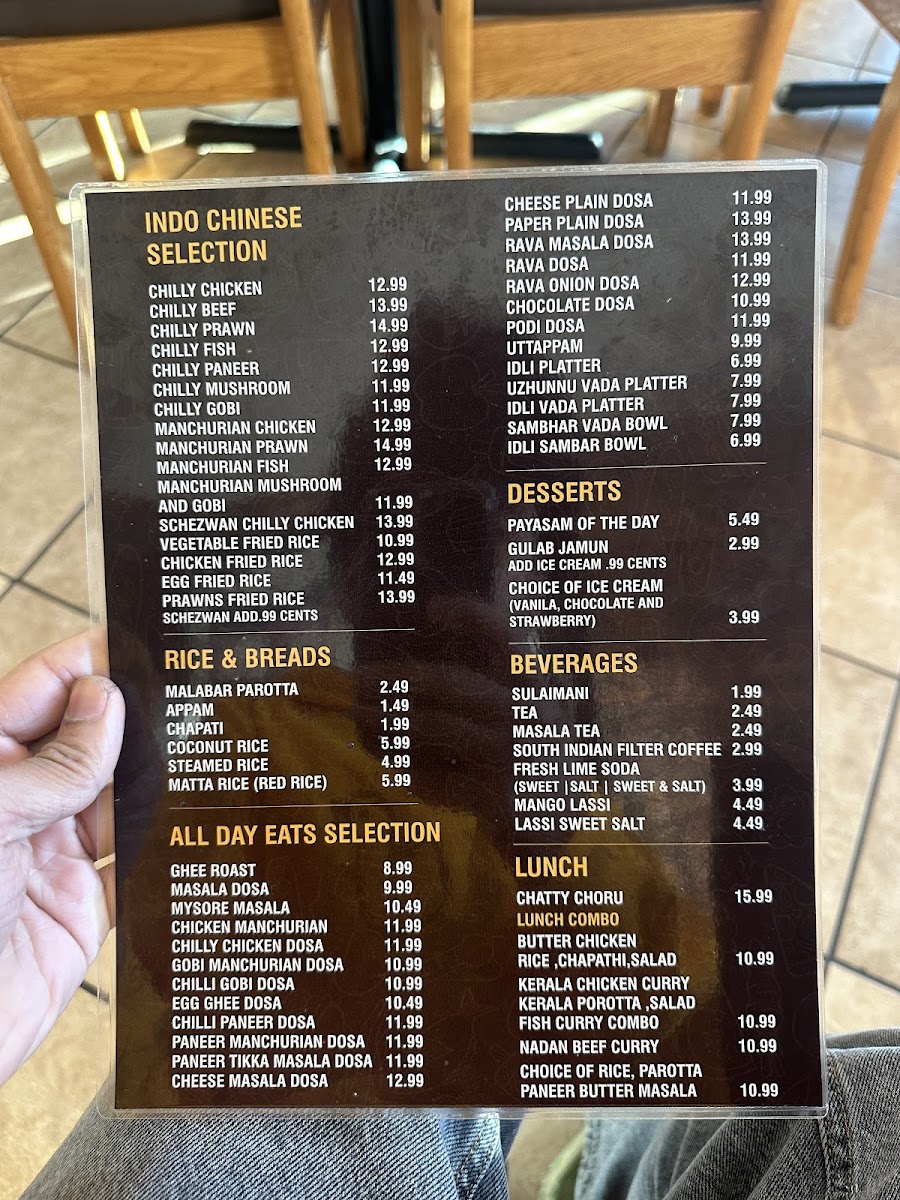 INDO CHINESE
SELECTION
CHILLY CHICKEN 12.99
CHILLY BEEF 13.99
CHILLY PRAWN 14.99
CHILLY FISH 12.99
CHILLY PANEER 12.99
CHILLY MUSHROOM 11.99
CHILLY GOBI 11.99
MANCHURIAN CHICKEN 12.99
MANCHURIAN PRAWN 14.99
MANCHURIAN FISH 12.99
MANCHURIAN MUSHROOM
AND GOBI 11.99
SCHEZWAN CHILLY CHICKEN 13.99
VEGETABLE FRIED RICE 10.99
CHICKEN FRIED RICE 12.99
EGG FRIED RICE 11.49
PRAWNS FRIED RICE 13.99
SCHEZWAN ADD.99 CENTS
RICE & BREADS
MALABAR PAROTTA 2.49
APPAM 1.49
CHAPATI 1.99
COCONUT RICE 5.99
STEAMED RICE 4.99
MATTA RICE (RED RICE) 5.99
ALL DAY EATS SELECTION
GHEE ROAST 8.99
MASALA DOSA 9.99
MYSORE MASALA 10.49
CHICKEN MANCHURIAN 11.99
CHILLY CHICKEN DOSA 11.99
GOBI MANCHURIAN DOSA 10.99
CHILLI GOBI DOSA 10.99
EGG GHEE DOSA 10.49
CHILLI PANEER DOSA 11.99
PANEER MANCHURIAN DOSA 11.99
PANEER TIKKA MASALA DOSA 11.99
CHEESE MASALA DOSA 12.99
CHEESE PLAIN DOSA 11.99
PAPER PLAIN DOSA 13.99
RAVA MASALA DOSA 13.99
RAVA DOSA 11.99
RAVA ONION DOSA 12.99
CHOCOLATE DOSA 10.99
PODI DOSA 11.99
UTTAPPAM 9.99
IDLI PLATTER 6.99
UZHUNNU VADA PLATTER 7.99
IDLI VADA PLATTER 7.99
SAMBHAR VADA BOWL 7.99
IDLI SAMBAR BOWL 6.99
DESSERTS
PAYASAM OF THE DAY 5.49
GULAB JAMUN 2.99
ADD ICE CREAM .99 CENTS
CHOICE OF ICE CREAM
(VANILA, CHOCOLATE AND
STRAWBERRY) 3.99
BEVERAGES
SULAIMANI 1.99
TEA 2.49
MASALA TEA 2.49
SOUTH INDIAN FILTER COFFEE 2.99
FRESH LIME SODA
(SWEET |SALT | SWEET & SALT) 3.99
MANGO LASSI 4.49
LASSI SWEET SALT 4.49
LUNCH
CHATTY CHORU 15.99
LUNCH COMBO
BUTTER CHICKEN
RICE ,CHAPATHI,SALAD 10.99
KERALA CHICKEN CURRY
KERALA POROTTA ,SALAD
FISH CURRY COMBO 10.99
NADAN BEEF CURRY 10.99
CHOICE OF RICE, PAROTTA
PANEER BUTTER MASALA 10.99